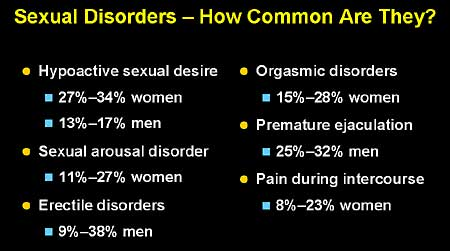 Sexual Disorders – How Common Are They?
Hypoactive sexual desire
27%–34% women
13%–17% men
Sexual arousal disorder
11%–27% women
Erectile disorders
9%–38% men
Orgasmic disorders
15%–28% women
Premature ejaculation
25%–32% men
Pain during intercourse
8%–23% women